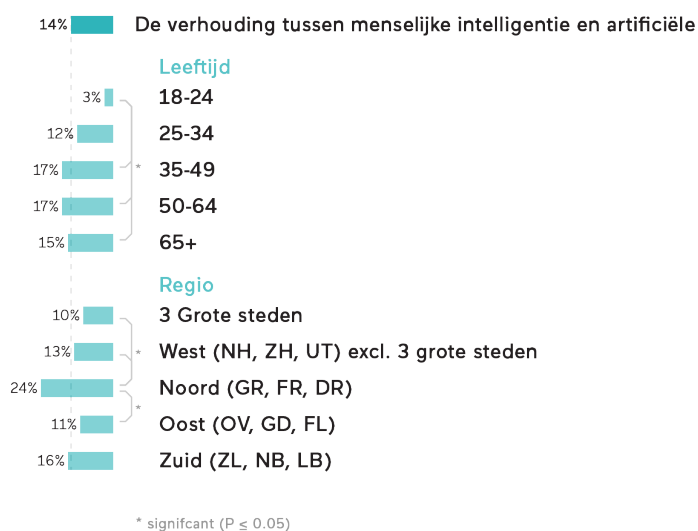 14% De verhouding tussen menselijke intelligentie en artificiële
Leeftijd
3% 18-24
12% 25-34
17% * 35-49
17% 50-64
15% 65+
Regio
10% 3 Grote steden
13% * West (NH, ZH, UT) excl. 3 grote steden
24% Noord (GR, FR, DR)
*
11% Oost (OV, GD, FL)
16% Zuid (ZL, NB, LB)
* signifcant (P ≤ 0.05)